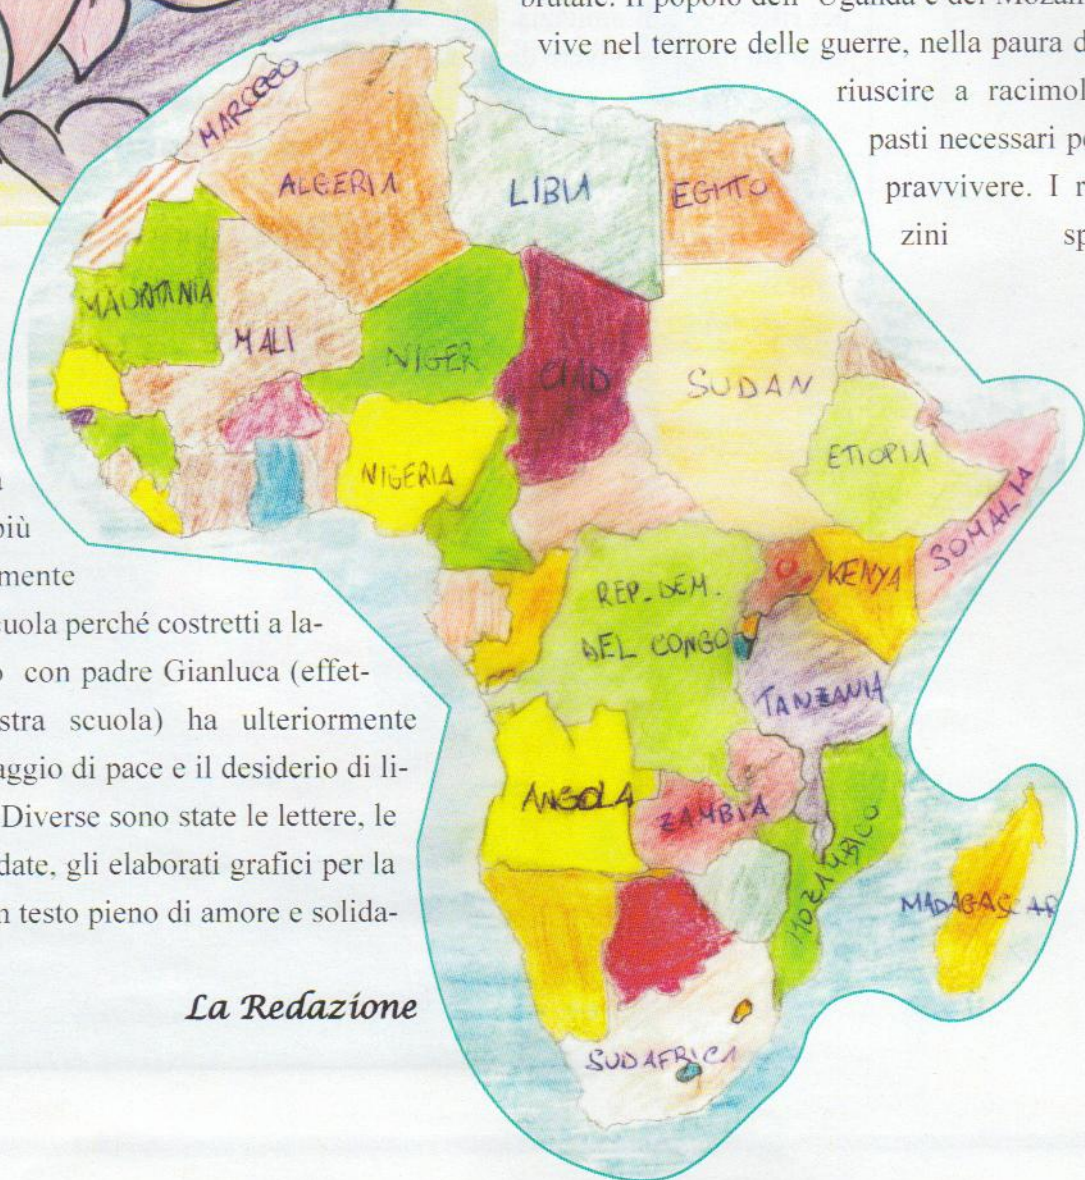 brutale. Il popolo dell' Uganda e del Mozam
vive nel terrore delle guerre, nella paura d
riuscire a racimol
pasti necessari pe
pravvivere. I r
zini sp
MAROCCO
ALGERIA
LIBIA
EGITTO
MAURITANIA
MALI
NIGER
CIAD
SUDAN
NIGERIA
ETIOPIA
SOMALIA
REP. DEM.
DEL CONGO
KENYA
TANZANIA
ANGOLA
ZAMBIA
MOZAMBICO
MADAGASCAR
SUDAFRICA
più
mente
cuola perché costretti a la-
o con padre Gianluca (effet-
stra scuola) ha ulteriormente
aggio di pace e il desiderio di li-
Diverse sono state le lettere, le
date, gli elaborati grafici per la
n testo pieno di amore e solida-
La Redazione